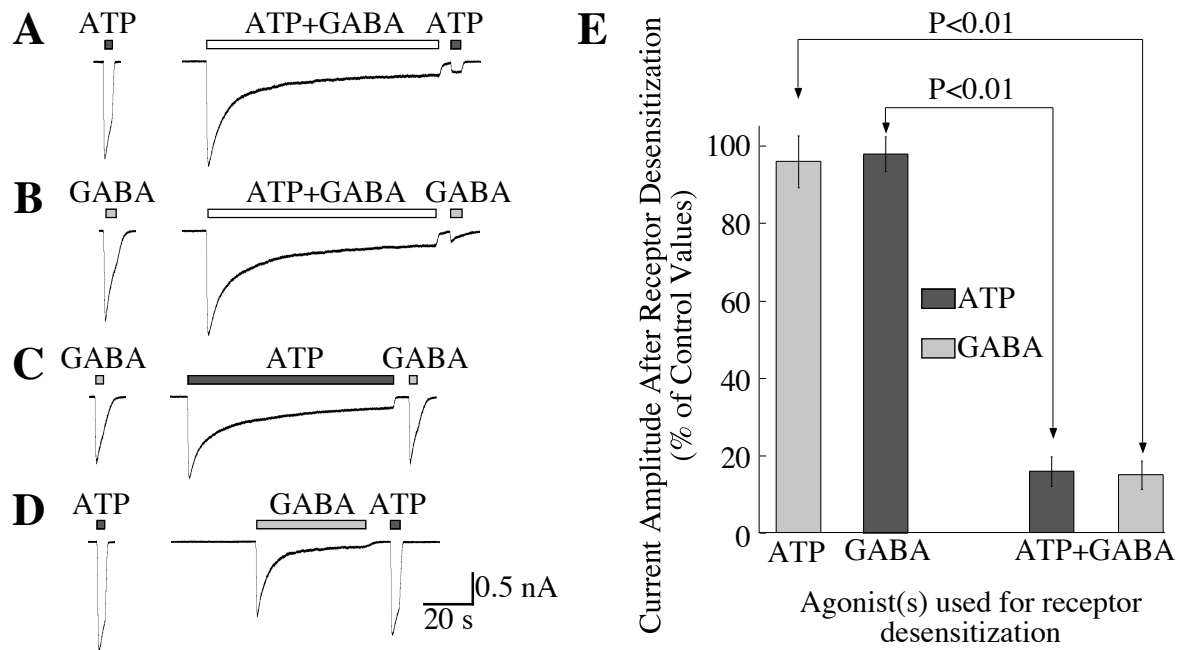 A
ATP
ATP+GABA
ATP
B
GABA
ATP+GABA
GABA
C
GABA
ATP
GABA
D
ATP
GABA
ATP
0.5 nA
20 s
E
P<0.01
P<0.01
Current Amplitude After Receptor Desensitization
(% of Control Values)
100
80
60
40
20
0
ATP
GABA
ATP
GABA
ATP+GABA
Agonist(s) used for receptor
desensitization